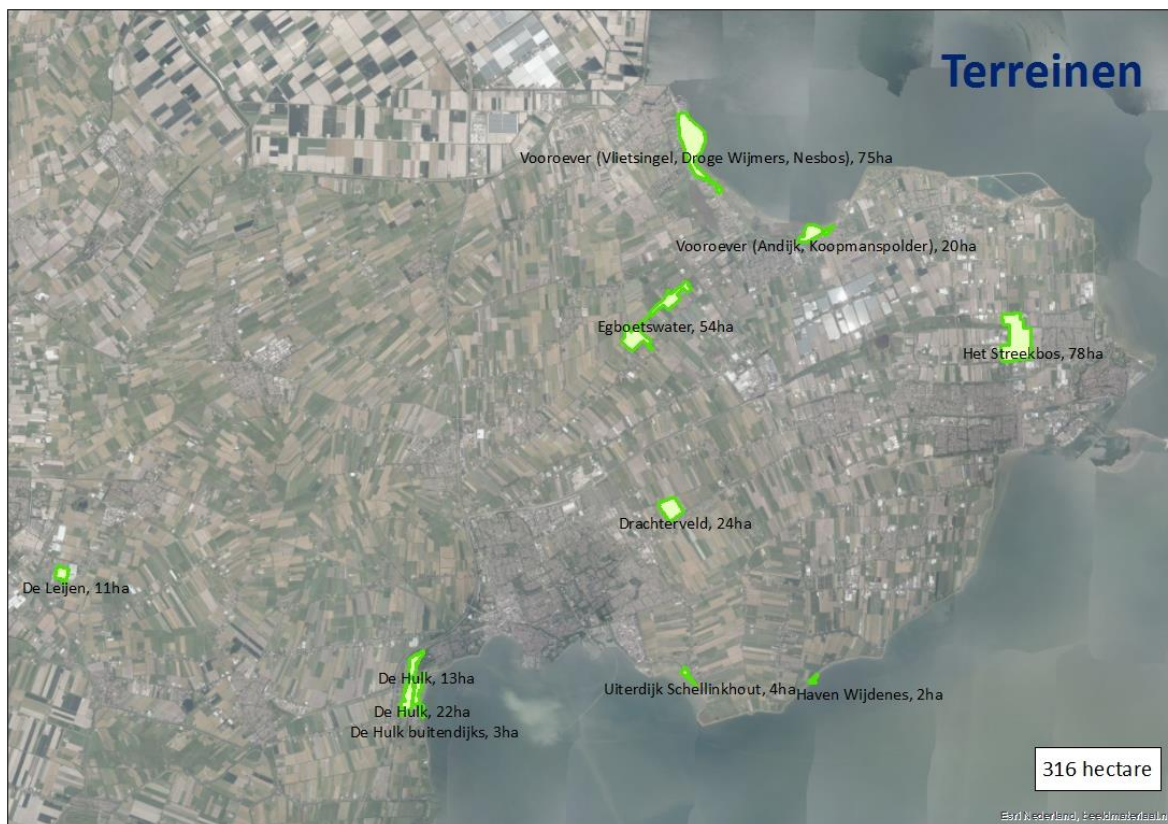 Terreinen
Vooroever (Vlietsingel, Droge Wijmers, Nesbos), 75ha
Vooroever (Andijk, Koopmanspolder), 20ha
Egboetswater, 54ha
Het Streekbos, 78ha
Drachterveld, 24ha
De Leijen, 11ha
De Hulk, 13ha
Uiterdijk Schellinkhout, 4ha
Haven Wijdenes, 2ha
De Hulk, 22ha
De Hulk buitendijks, 3ha
316 hectare
Esri Nederland, beeldmateriaal.n